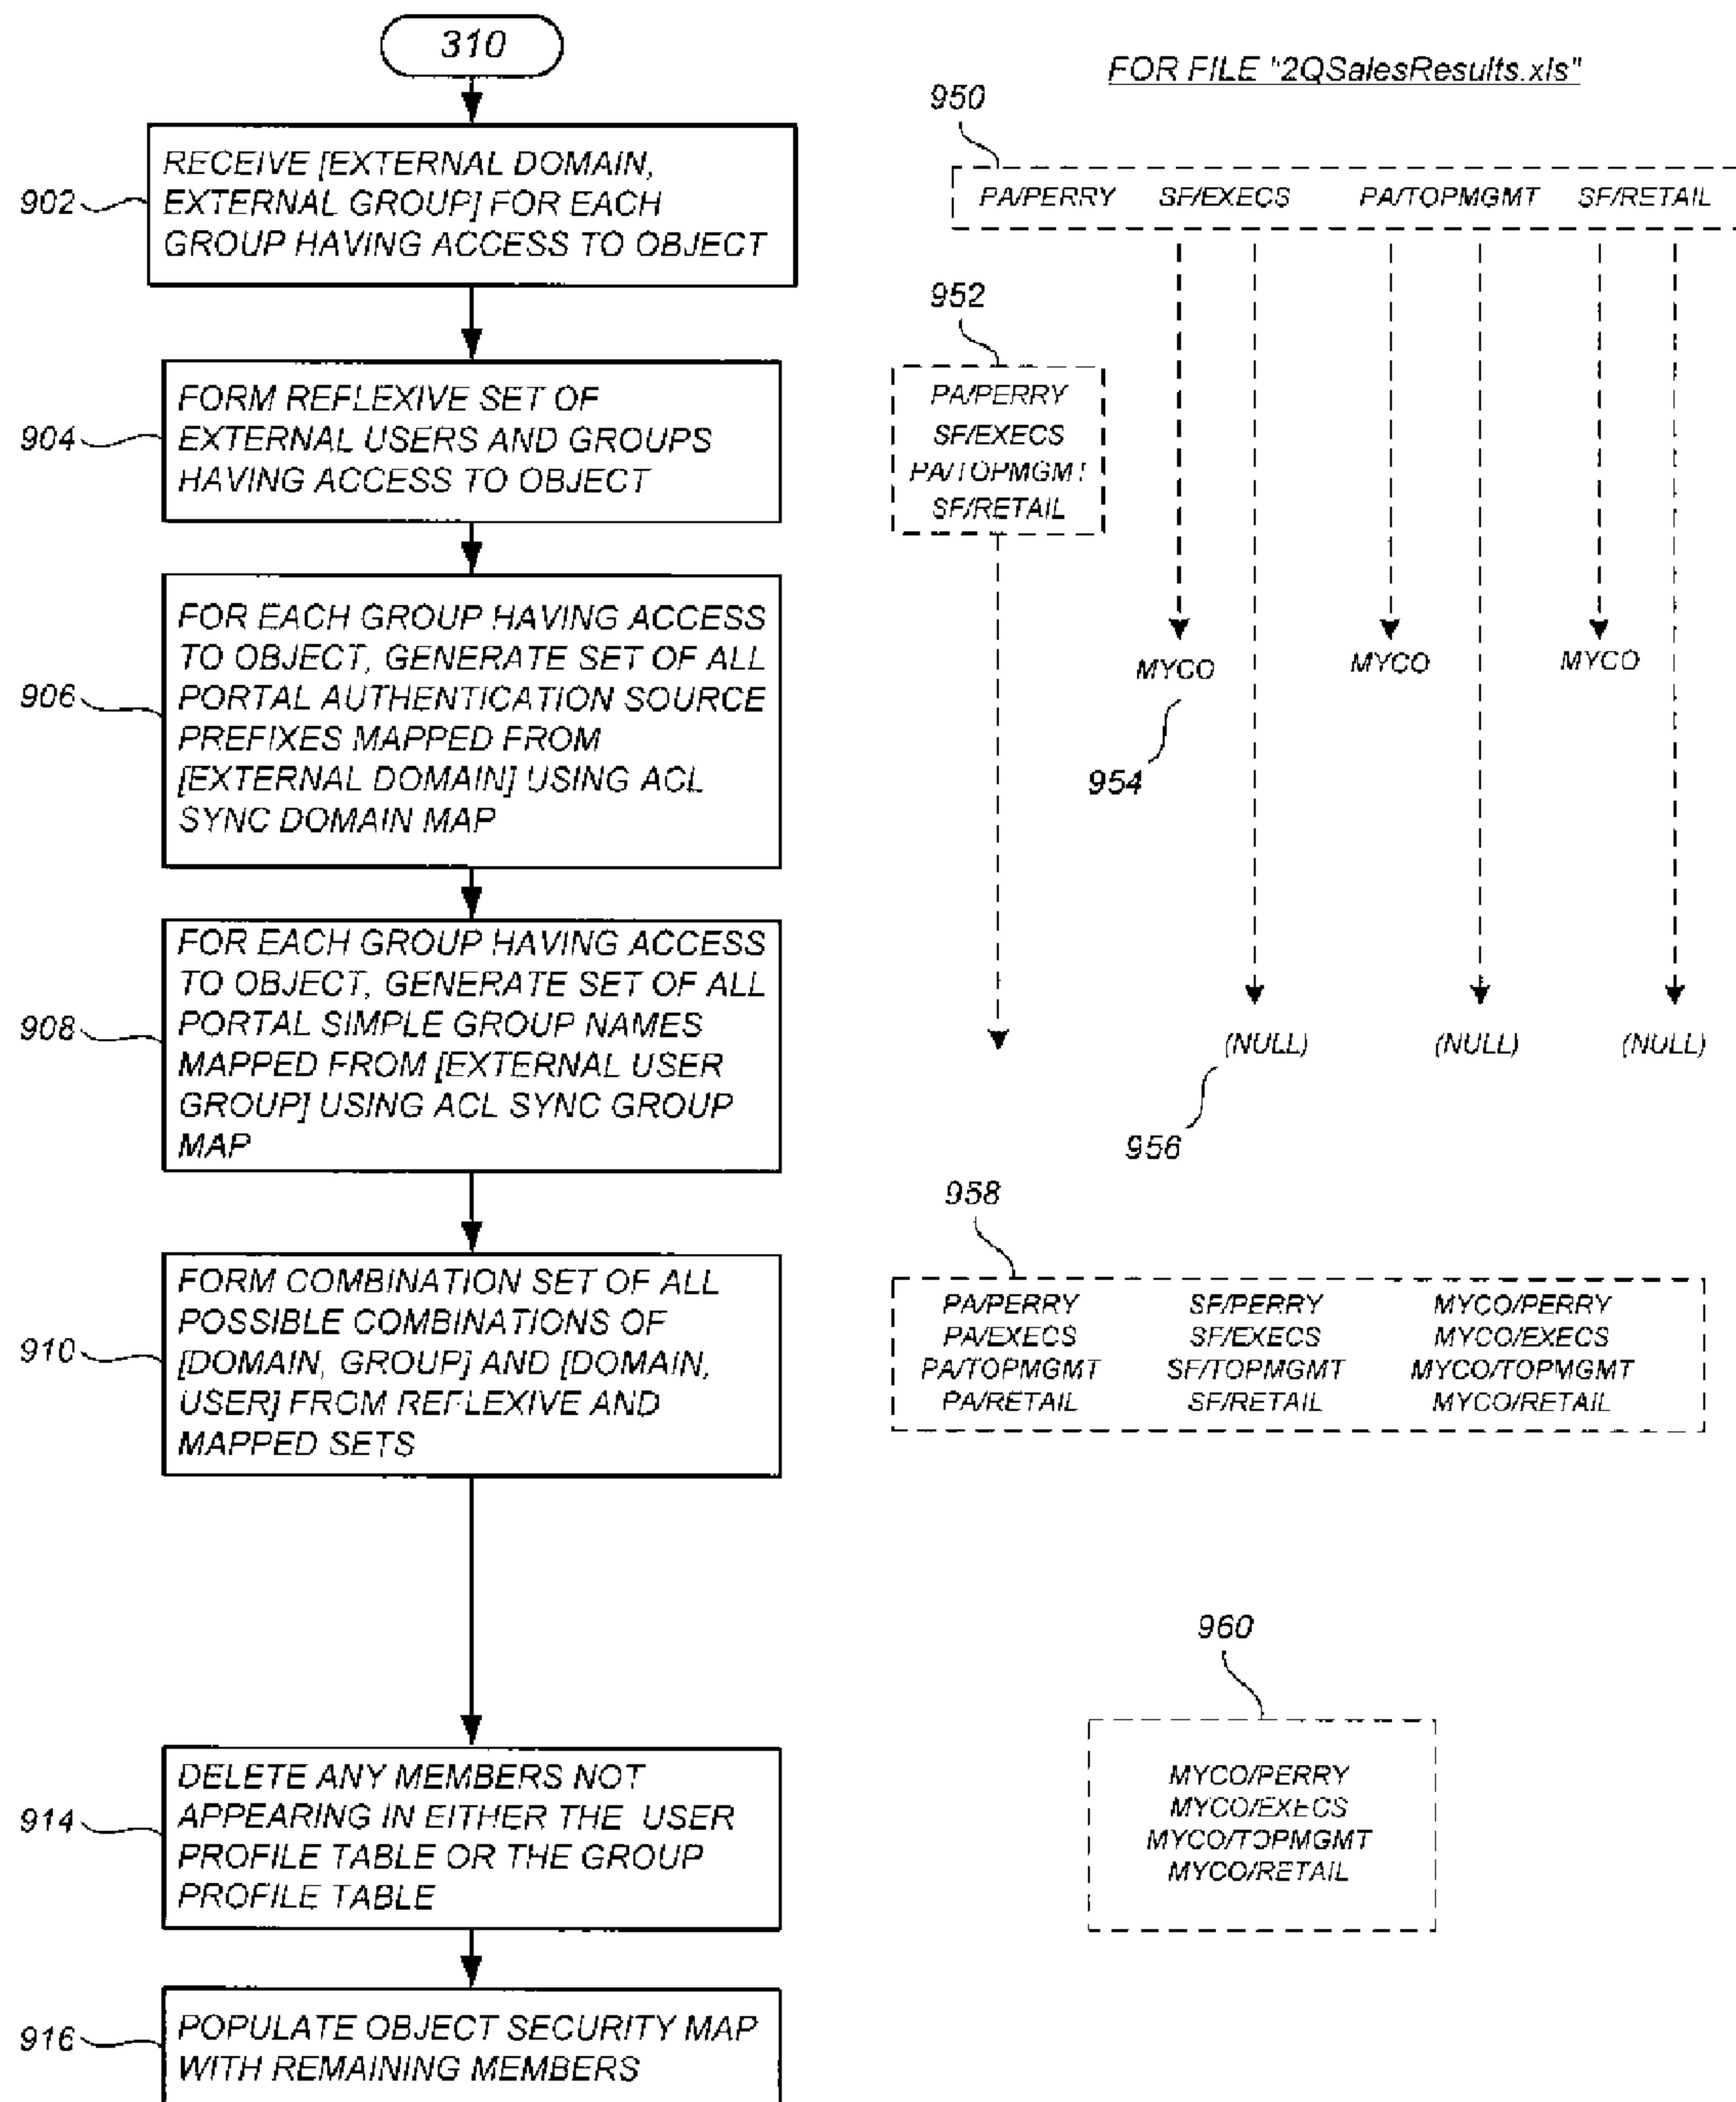 310
FOR FILE "2QSalesResults.xls"
902
RECEIVE [EXTERNAL DOMAIN,
EXTERNAL GROUP] FOR EACH
GROUP HAVING ACCESS TO OBJECT
950
PA/PERRY SF/EXECS PA/TOPMGMT SF/RETAIL
904
FORM REFLEXIVE SET OF
EXTERNAL USERS AND GROUPS
HAVING ACCESS TO OBJECT
952
PA/PERRY
SF/EXECS
PA/TOPMGMT
SF/RETAIL
906
FOR EACH GROUP HAVING ACCESS
TO OBJECT, GENERATE SET OF ALL
PORTAL AUTHENTICATION SOURCE
PREFIXES MAPPED FROM
[EXTERNAL DOMAIN] USING ACL
SYNC DOMAIN MAP
MYCO MYCO MYCO
954
908
FOR EACH GROUP HAVING ACCESS
TO OBJECT, GENERATE SET OF ALL
PORTAL SIMPLE GROUP NAMES
MAPPED FROM [EXTERNAL USER
GROUP] USING ACL SYNC GROUP
MAP
(NULL) (NULL) (NULL)
956
910
FORM COMBINATION SET OF ALL
POSSIBLE COMBINATIONS OF
[DOMAIN, GROUP] AND [DOMAIN,
USER] FROM REFLEXIVE AND
MAPPED SETS
958
PA/PERRY SF/PERRY MYCO/PERRY
PA/EXECS SF/EXECS MYCO/EXECS
PA/TOPMGMT SF/TOPMGMT MYCO/TOPMGMT
PA/RETAIL SF/RETAIL MYCO/RETAIL
914
DELETE ANY MEMBERS NOT
APPEARING IN EITHER THE USER
PROFILE TABLE OR THE GROUP
PROFILE TABLE
960
MYCO/PERRY
MYCO/EXECS
MYCO/TOPMGMT
MYCO/RETAIL
916
POPULATE OBJECT SECURITY MAP
WITH REMAINING MEMBERS